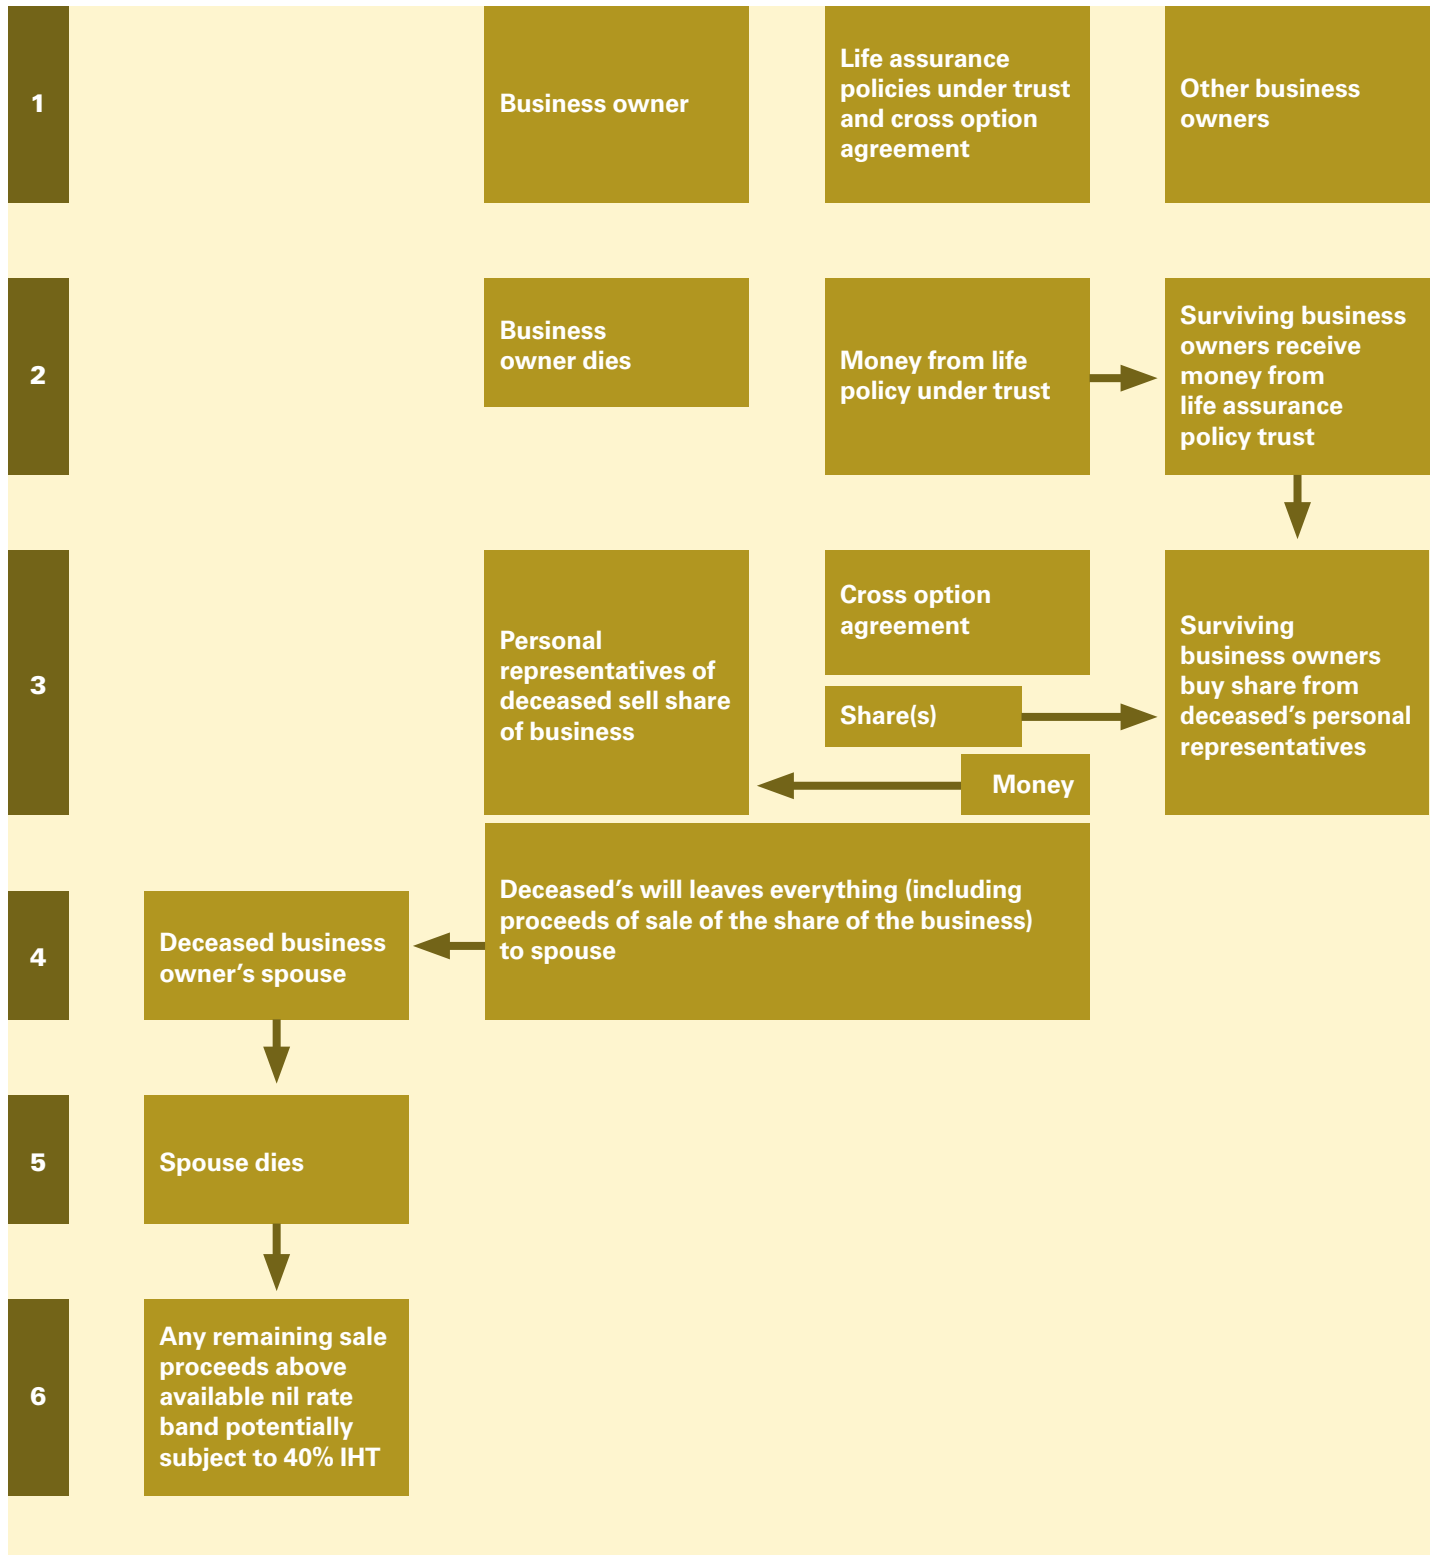 1
Business owner
Life assurance
policies under trust
and cross option
agreement
Other business
owners
2
Business
owner dies
Money from life
policy under trust
Surviving business
owners receive
money from
life assurance
policy trust
3
Personal
representatives of
deceased sell share
of business
Cross option
agreement
Share(s)
Money
Surviving
business owners
buy share from
deceased’s personal
representatives
4
Deceased business
owner’s spouse
Deceased’s will leaves everything (including
proceeds of sale of the share of the business)
to spouse
5
Spouse dies
6
Any remaining sale
proceeds above
available nil rate
band potentially
subject to 40% IHT